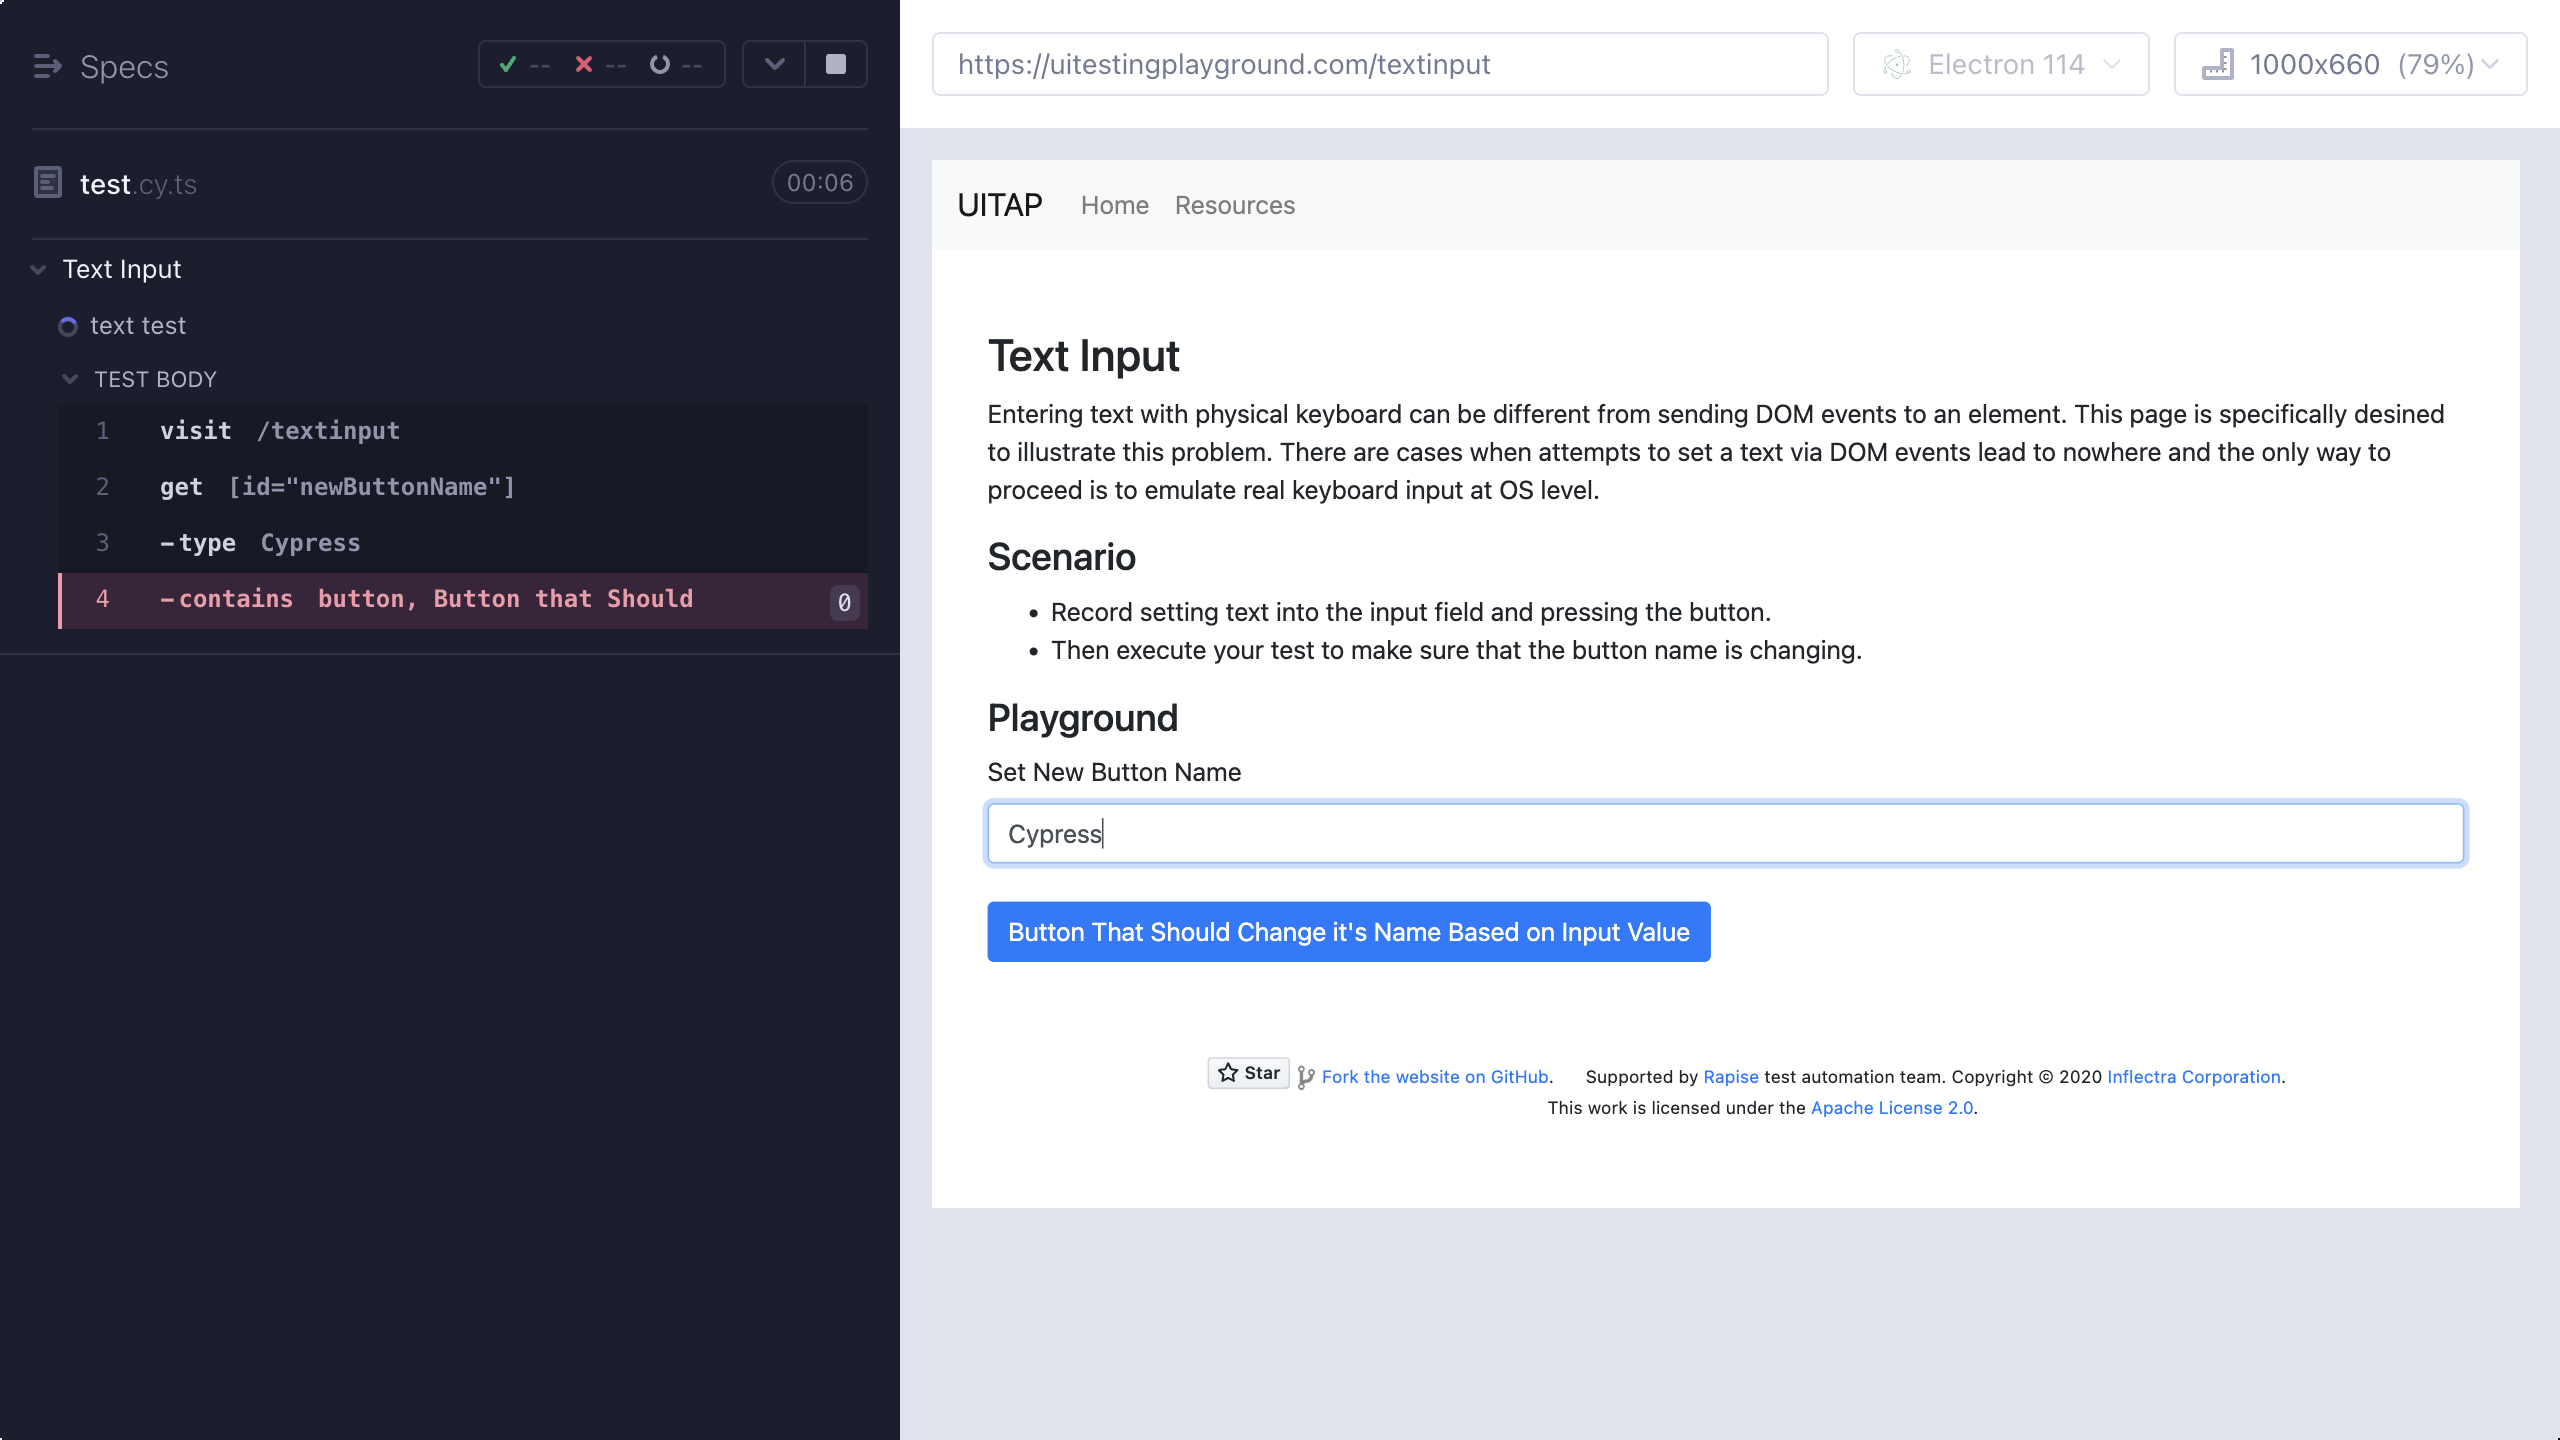 Specs
-- -- --
test.cy.ts
00:06
Text Input
text test
TEST BODY
1 visit /textinput
2 get [id="newButtonName"]
3 -type Cypress
4 -contains button, Button that Should 0
https://uitestingplayground.com/textinput
Electron 114
1000x660 (79%)
UITAP Home Resources
Text Input
Entering text with physical keyboard can be different from sending DOM events to an element. This page is specifically desined
to illustrate this problem. There are cases when attempts to set a text via DOM events lead to nowhere and the only way to
proceed is to emulate real keyboard input at OS level.
Scenario
• Record setting text into the input field and pressing the button.
• Then execute your test to make sure that the button name is changing.
Playground
Set New Button Name
Cypress
Button That Should Change it's Name Based on Input Value
Star Fork the website on GitHub. Supported by Rapise test automation team. Copyright © 2020 Inflectra Corporation.
This work is licensed under the Apache License 2.0.